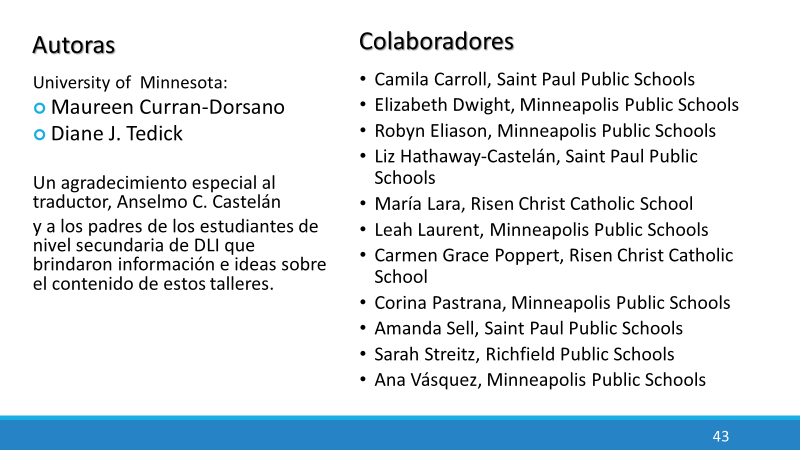 Autoras
University of  Minnesota:
Maureen Curran-Dorsano
Diane J. Tedick
Un agradecimiento especial al
traductor, Anselmo C. Castelán
y a los padres de los estudiantes de
nivel secundaria de DLI que
brindaron información e ideas sobre
el contenido de estos talleres.
Colaboradores
• Camila Carroll, Saint Paul Public Schools
• Elizabeth Dwight, Minneapolis Public Schools
• Robyn Eliason, Minneapolis Public Schools
• Liz Hathaway-Castelán, Saint Paul Public
Schools
• María Lara, Risen Christ Catholic School
• Leah Laurent, Minneapolis Public Schools
• Carmen Grace Poppert, Risen Christ Catholic
School
• Corina Pastrana, Minneapolis Public Schools
• Amanda Sell, Saint Paul Public Schools
• Sarah Streitz, Richfield Public Schools
• Ana Vásquez, Minneapolis Public Schools
43